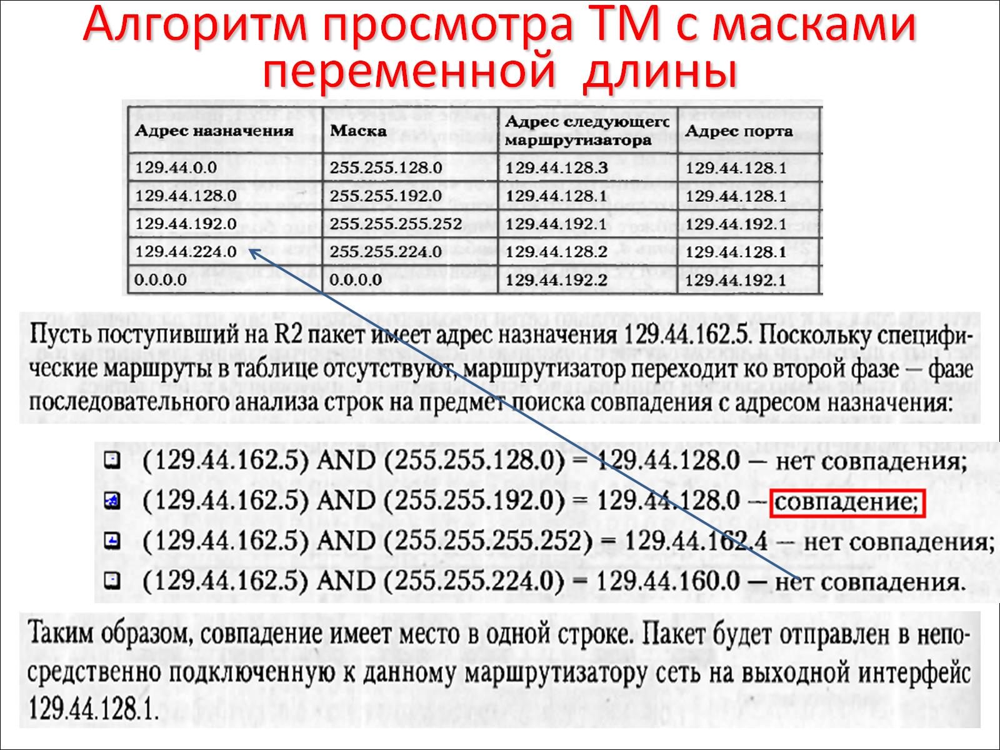 Алгоритм просмотра ТМ с масками
переменной длины
Адрес назначения Маска Адрес следующегс маршрутизатора Адрес порта
129.44.0.0 255.255.128.0 129.44.128.3 129.44.128.1
129.44.128.0 255.255.192.0 129.44.128.1 129.44.128.1
129.44.192.0 255.255.255.252 129.44.192.1 129.44.192.1
129.44.224.0 255.255.224.0 129.44.128.2 129.44.128.1
0.0.0.0 0.0.0.0 129.44.192.2 129.44.192.1
Пусть поступивший на R2 пакет имеет адрес назначения 129.44.162.5. Поскольку специфи-
ческие маршруты в таблице отсутствуют, маршрутизатор переходит ко второй фазе — фазе
последовательного анализа строк на предмет поиска совпадения с адресом назначения:
(129.44.162.5) AND (255.255.128.0) = 129.44.128.0 — нет совпадения;
(129.44.162.5) AND (255.255.192.0) = 129.44.128.0 — совпадение;
(129.44.162.5) AND (255.255.255.252) = 129.44.162.4 — нет совпадения;
(129.44.162.5) AND (255.255.224.0) = 129.44.160.0 — нет совпадения.
Таким образом, совпадение имеет место в одной строке. Пакет будет отправлен в непо-
средственно подключенную к данному маршрутизатору сеть на выходной интерфейс
129.44.128.1.